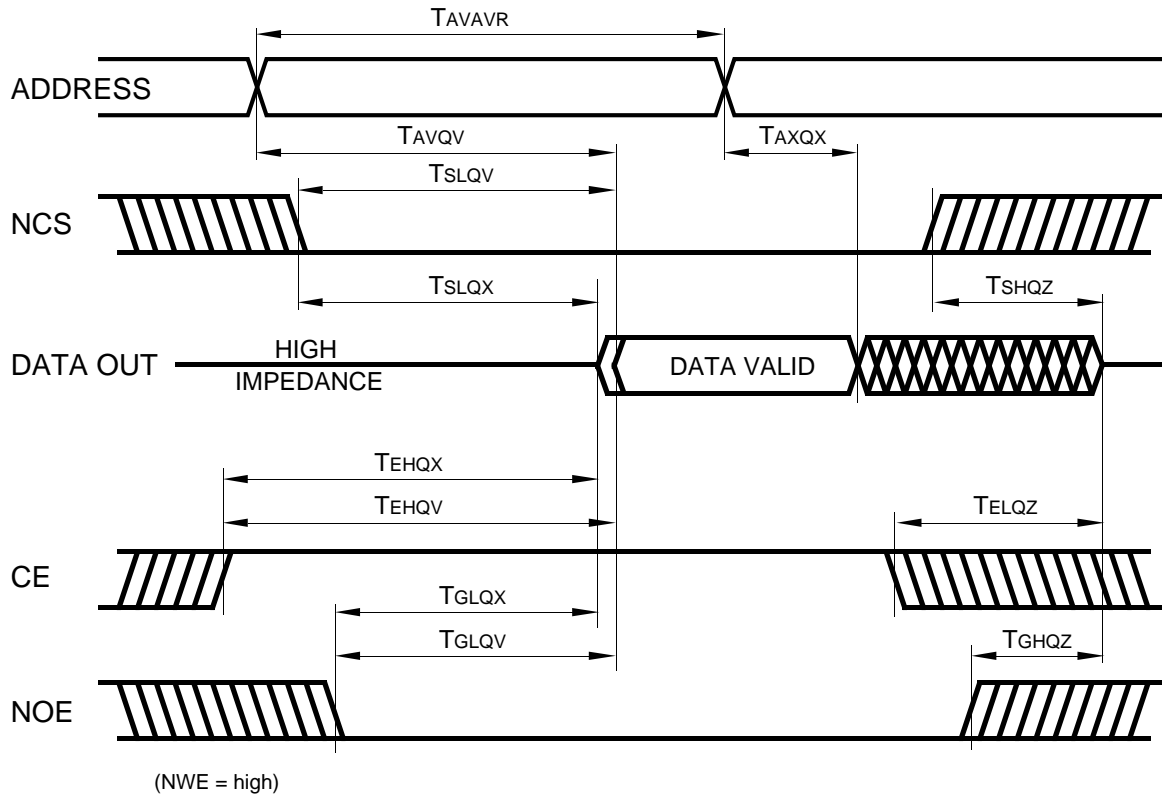 TAVAVR
ADDRESS
TAVQV
TAXQX
TSLQV
NCS
TSLQX
TSHQZ
DATA OUT
HIGH
IMPEDANCE
DATA VALID
TEHQX
TEHQV
TELQZ
CE
TGLQX
TGLQV
TGHQZ
NOE
(NWE = high)